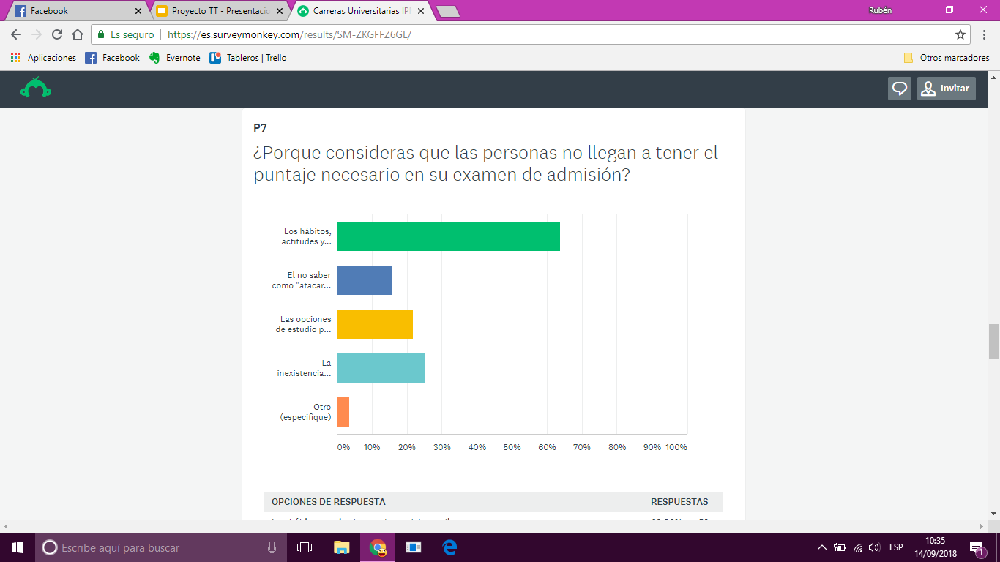 Facebook
Proyecto TT - Presentacio
Carreras Universitarias IP
Rubén
Es seguro
https://es.surveymonkey.com/results/SM-ZKGFFZ6GL/
Aplicaciones
Facebook
Evernote
Tableros | Trello
Otros marcadores
Invitar
P7
¿Porque consideras que las personas no llegan a tener el
puntaje necesario en su examen de admisión?
Los hábitos,
actitudes y...
El no saber
como "atacar...
Las opciones
de estudio p...
La
inexistencia...
Otro
(especifique)
0% 10% 20% 30% 40% 50% 60% 70% 80% 90% 100%
OPCIONES DE RESPUESTA
RESPUESTAS
Escribe aquí para buscar
ESP
10:35
14/09/2018
1